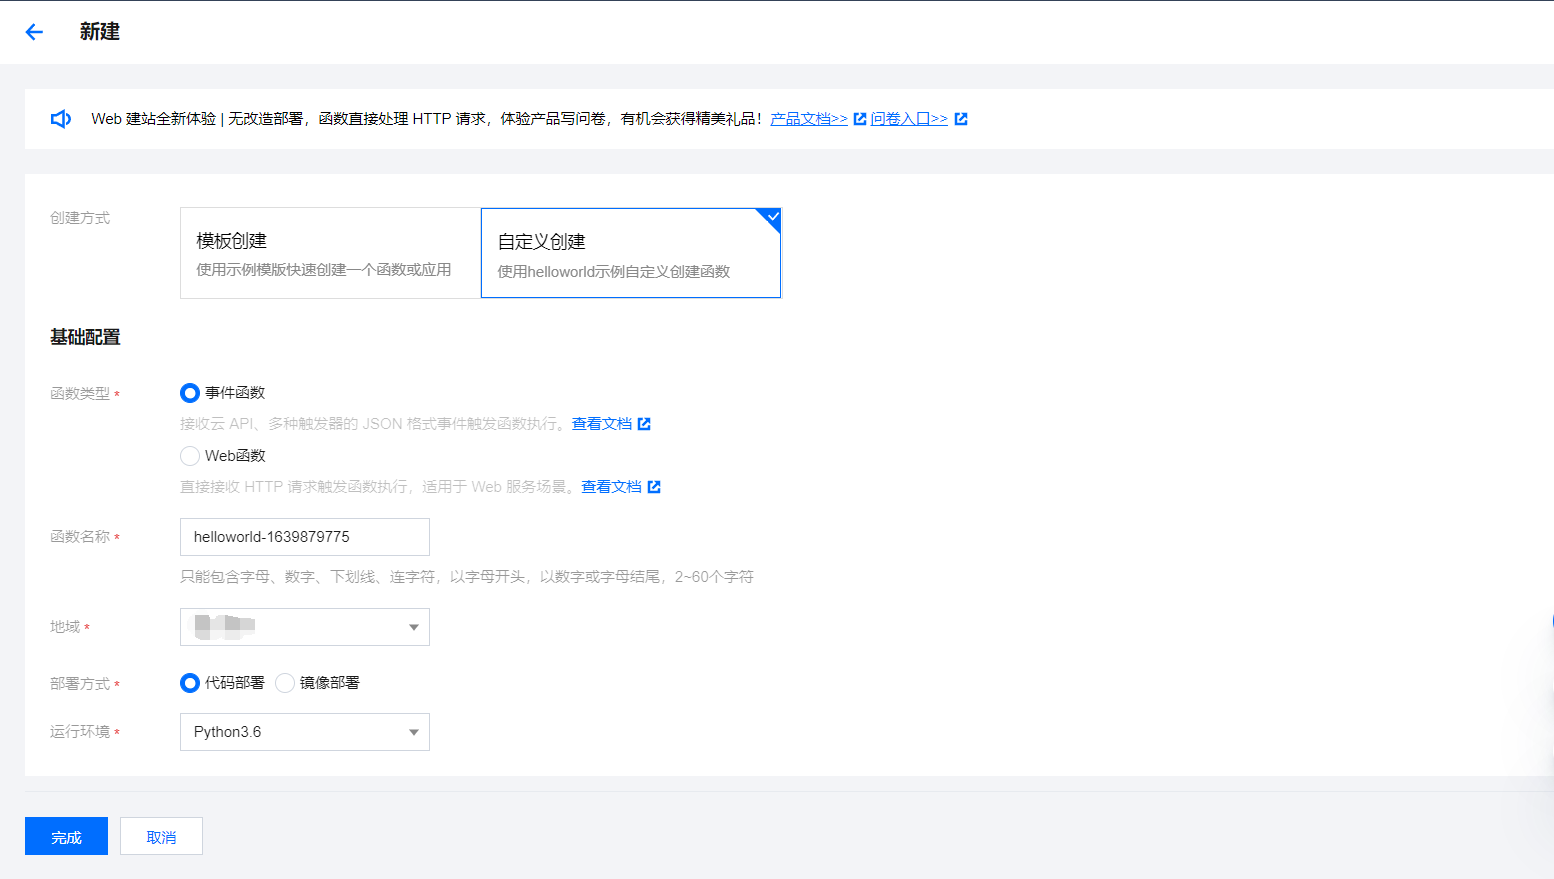 新建
Web 建站全新体验 | 无改造部署，函数直接处理 HTTP 请求，体验产品写问卷，有机会获得精美礼品！产品文档>> 问卷入口>>
创建方式
模板创建
使用示例模版快速创建一个函数或应用
自定义创建
使用helloworld示例自定义创建函数
基础配置
函数类型 *
事件函数
接收云 API、多种触发器的 JSON 格式事件触发函数执行。查看文档
Web函数
直接接收 HTTP 请求触发函数执行，适用于 Web 服务场景。查看文档
函数名称 *
helloworld-1639879775
只能包含字母、数字、下划线、连字符，以字母开头，以数字或字母结尾，2~60个字符
地域 *
部署方式 *
代码部署 镜像部署
运行环境 *
Python3.6
完成 取消